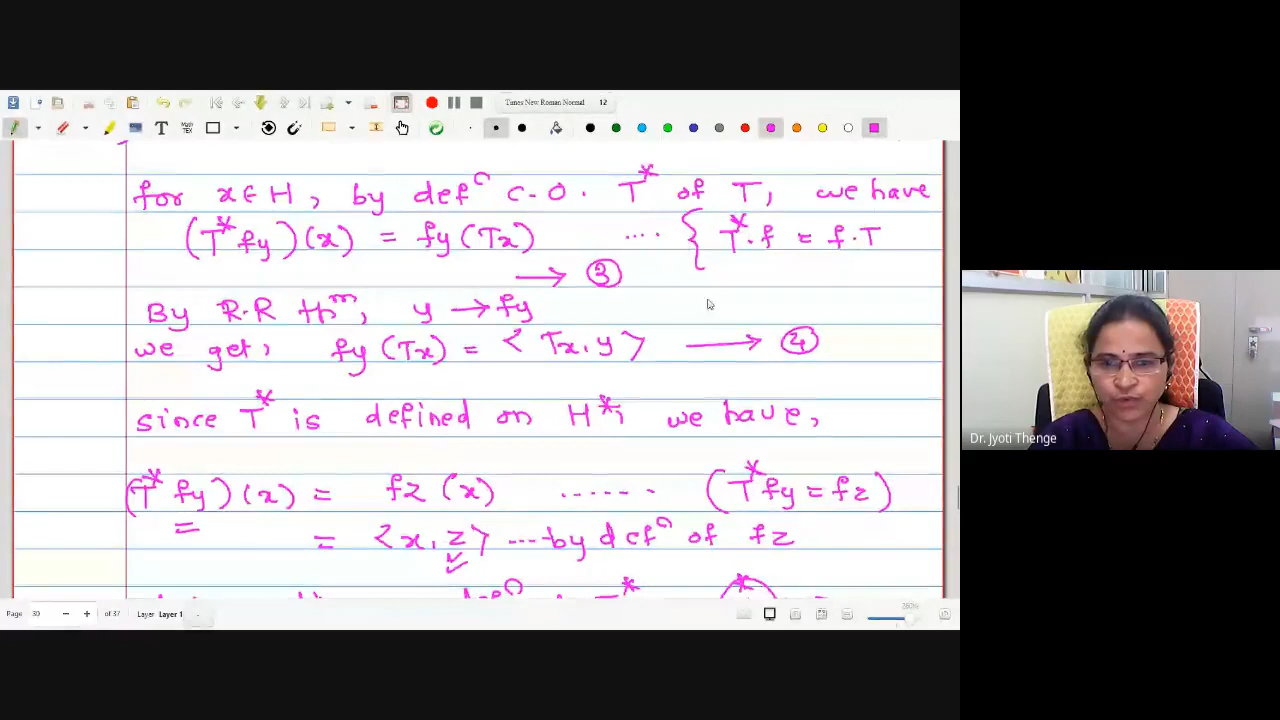 Times New Roman Normal 12
for x ∈ H, by defⁿ C-O. T* of T, we have
(T* fy)(x) = fy(Tx) .... { T*.f = f.T
→ ③
By R.R thᵐ, y → fy
we get, fy(Tx) = < Tx, y > → ④
since T* is defined on H*, we have,
(T* fy)(x) = fz(x) ...... (T* fy = fz)
= < x, z > ...by defⁿ of fz
Dr. Jyoti Thenge
Page 30 of 37 Layer Layer 1
260%